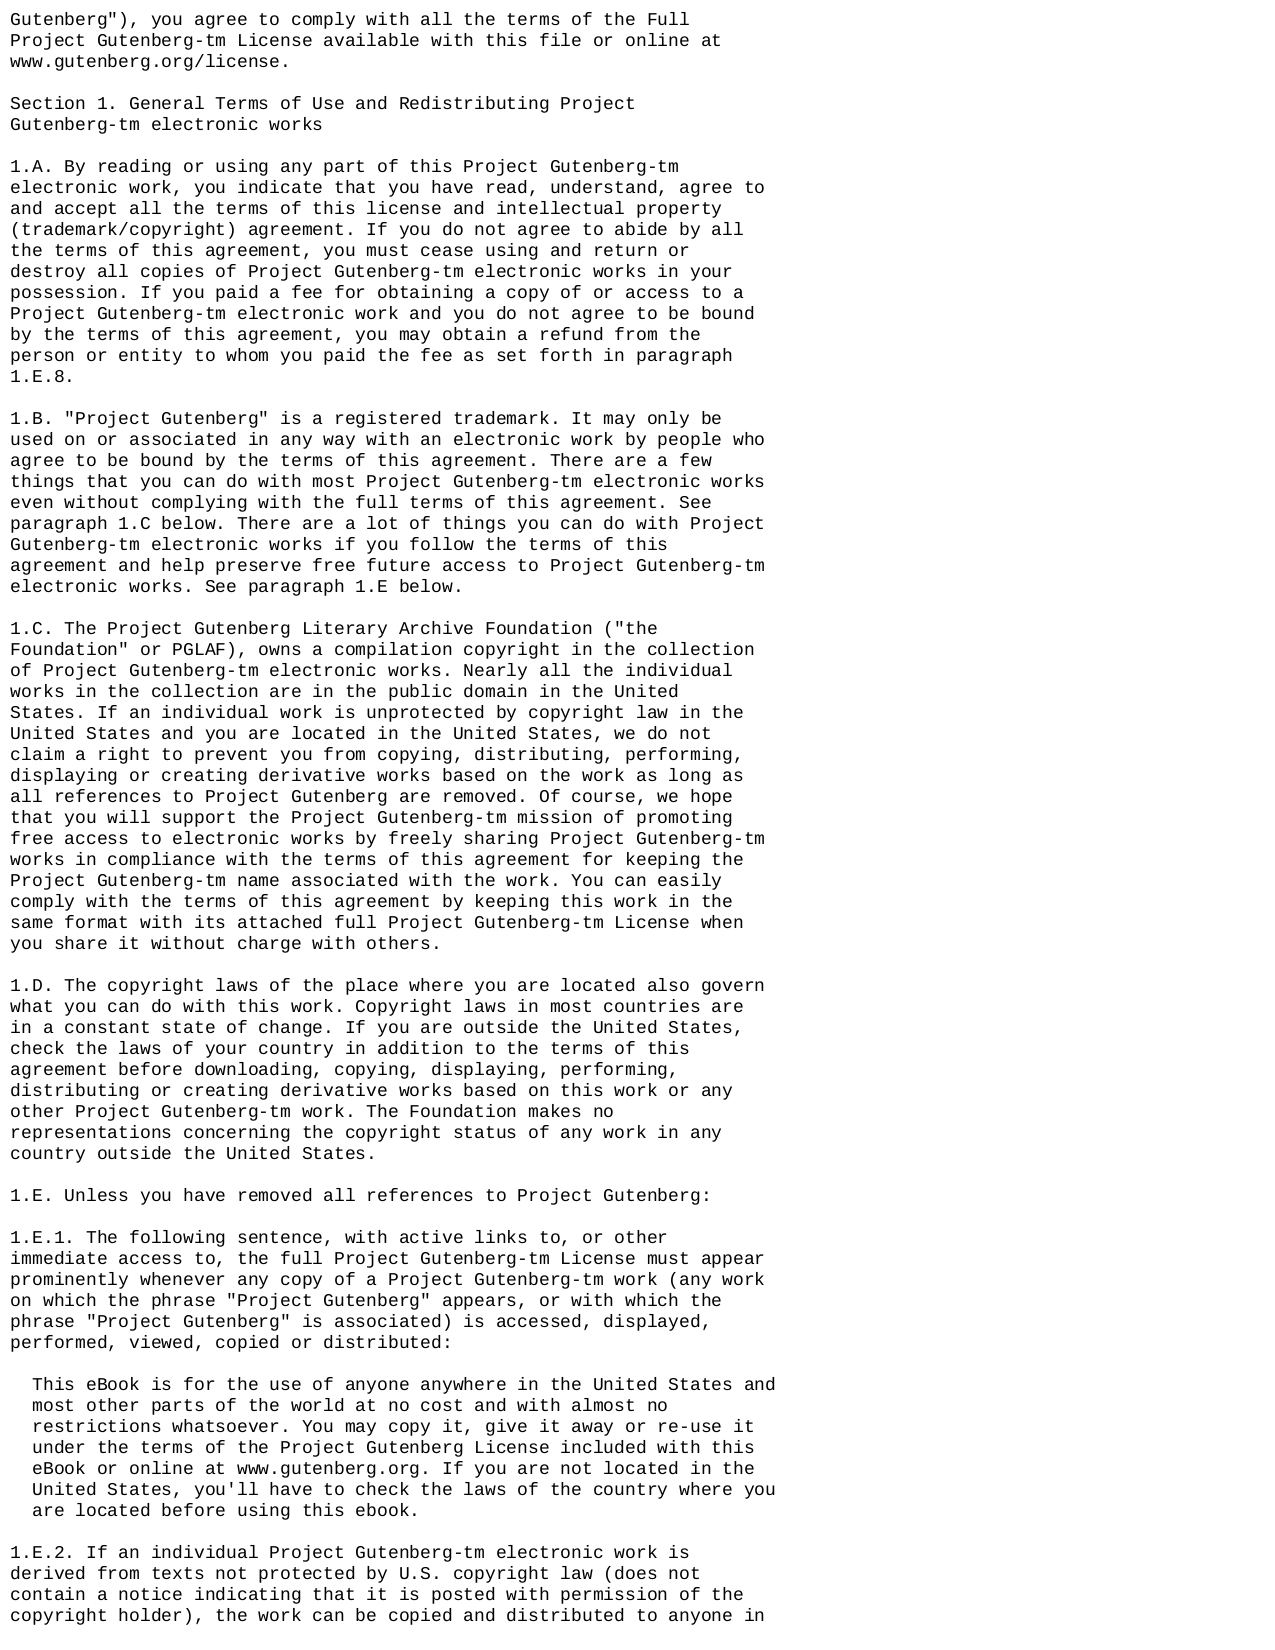 Gutenberg"), you agree to comply with all the terms of the Full
Project Gutenberg-tm License available with this file or online at
www.gutenberg.org/license.

Section 1. General Terms of Use and Redistributing Project
Gutenberg-tm electronic works

1.A. By reading or using any part of this Project Gutenberg-tm
electronic work, you indicate that you have read, understand, agree to
and accept all the terms of this license and intellectual property
(trademark/copyright) agreement. If you do not agree to abide by all
the terms of this agreement, you must cease using and return or
destroy all copies of Project Gutenberg-tm electronic works in your
possession. If you paid a fee for obtaining a copy of or access to a
Project Gutenberg-tm electronic work and you do not agree to be bound
by the terms of this agreement, you may obtain a refund from the
person or entity to whom you paid the fee as set forth in paragraph
1.E.8.

1.B. "Project Gutenberg" is a registered trademark. It may only be
used on or associated in any way with an electronic work by people who
agree to be bound by the terms of this agreement. There are a few
things that you can do with most Project Gutenberg-tm electronic works
even without complying with the full terms of this agreement. See
paragraph 1.C below. There are a lot of things you can do with Project
Gutenberg-tm electronic works if you follow the terms of this
agreement and help preserve free future access to Project Gutenberg-tm
electronic works. See paragraph 1.E below.

1.C. The Project Gutenberg Literary Archive Foundation ("the
Foundation" or PGLAF), owns a compilation copyright in the collection
of Project Gutenberg-tm electronic works. Nearly all the individual
works in the collection are in the public domain in the United
States. If an individual work is unprotected by copyright law in the
United States and you are located in the United States, we do not
claim a right to prevent you from copying, distributing, performing,
displaying or creating derivative works based on the work as long as
all references to Project Gutenberg are removed. Of course, we hope
that you will support the Project Gutenberg-tm mission of promoting
free access to electronic works by freely sharing Project Gutenberg-tm
works in compliance with the terms of this agreement for keeping the
Project Gutenberg-tm name associated with the work. You can easily
comply with the terms of this agreement by keeping this work in the
same format with its attached full Project Gutenberg-tm License when
you share it without charge with others.

1.D. The copyright laws of the place where you are located also govern
what you can do with this work. Copyright laws in most countries are
in a constant state of change. If you are outside the United States,
check the laws of your country in addition to the terms of this
agreement before downloading, copying, displaying, performing,
distributing or creating derivative works based on this work or any
other Project Gutenberg-tm work. The Foundation makes no
representations concerning the copyright status of any work in any
country outside the United States.

1.E. Unless you have removed all references to Project Gutenberg:

1.E.1. The following sentence, with active links to, or other
immediate access to, the full Project Gutenberg-tm License must appear
prominently whenever any copy of a Project Gutenberg-tm work (any work
on which the phrase "Project Gutenberg" appears, or with which the
phrase "Project Gutenberg" is associated) is accessed, displayed,
performed, viewed, copied or distributed:

  This eBook is for the use of anyone anywhere in the United States and
  most other parts of the world at no cost and with almost no
  restrictions whatsoever. You may copy it, give it away or re-use it
  under the terms of the Project Gutenberg License included with this
  eBook or online at www.gutenberg.org. If you are not located in the
  United States, you'll have to check the laws of the country where you
  are located before using this ebook.

1.E.2. If an individual Project Gutenberg-tm electronic work is
derived from texts not protected by U.S. copyright law (does not
contain a notice indicating that it is posted with permission of the
copyright holder), the work can be copied and distributed to anyone in